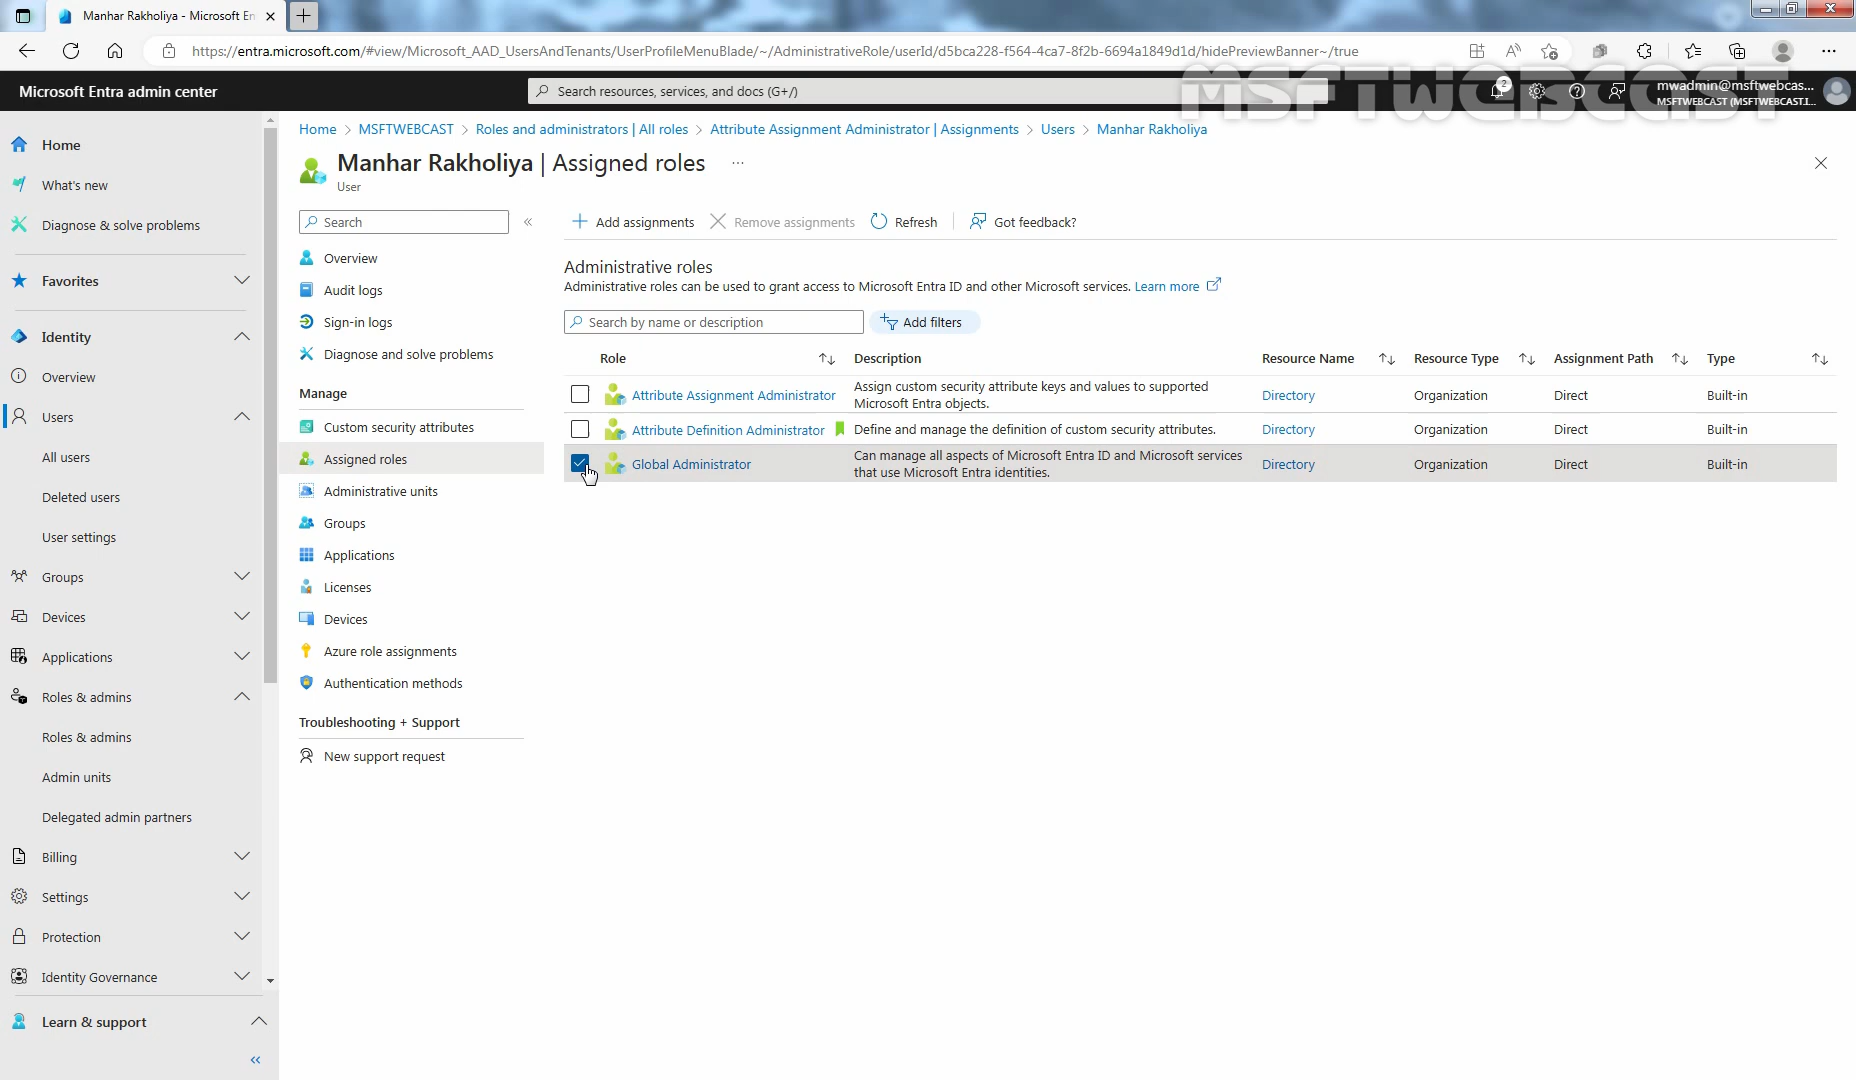 Manhar Rakholiya - Microsoft En
https://entra.microsoft.com/#view/Microsoft_AAD_UsersAndTenants/UserProfileMenuBlade/~/AdministrativeRole/userId/d5bca228-f564-4ca7-8f2b-6694a1849d1d/hidePreviewBanner~/true
Microsoft Entra admin center
Search resources, services, and docs (G+/)
MSFTWEBCAST
2
mwadmin@msftwebcas...
MSFTWEBCAST (MSFTWEBCAST.I...
Home
What's new
Diagnose & solve problems
Favorites
Identity
Overview
Users
All users
Deleted users
User settings
Groups
Devices
Applications
Roles & admins
Roles & admins
Admin units
Delegated admin partners
Billing
Settings
Protection
Identity Governance
Learn & support
Home > MSFTWEBCAST > Roles and administrators | All roles > Attribute Assignment Administrator | Assignments > Users > Manhar Rakholiya
Manhar Rakholiya | Assigned roles ...
User
Search
Overview
Audit logs
Sign-in logs
Diagnose and solve problems
Manage
Custom security attributes
Assigned roles
Administrative units
Groups
Applications
Licenses
Devices
Azure role assignments
Authentication methods
Troubleshooting + Support
New support request
Add assignments Remove assignments Refresh Got feedback?
Administrative roles
Administrative roles can be used to grant access to Microsoft Entra ID and other Microsoft services. Learn more
Search by name or description Add filters
Role Description Resource Name Resource Type Assignment Path Type
Attribute Assignment Administrator Assign custom security attribute keys and values to supported Microsoft Entra objects. Directory Organization Direct Built-in
Attribute Definition Administrator Define and manage the definition of custom security attributes. Directory Organization Direct Built-in
Global Administrator Can manage all aspects of Microsoft Entra ID and Microsoft services that use Microsoft Entra identities. Directory Organization Direct Built-in